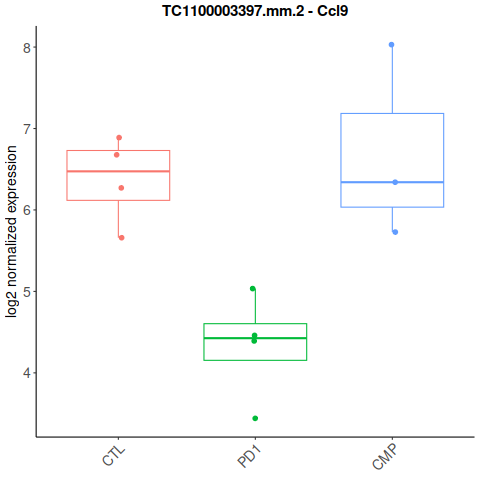 TC1100003397.mm.2 - Ccl9
log2 normalized expression
8
7
6
5
4
CTL
PD1
CMP